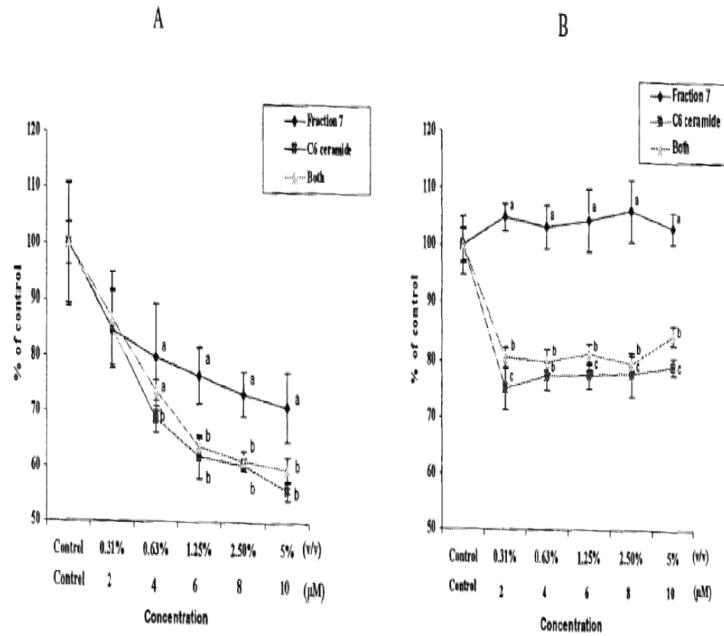 A
B
Fraction 7
C6 ceramide
Both
Fraction 7
C6 ceramide
Both
120
110
100
90
80
70
60
50
% of control
a
a
a
a
a
b
b
b
b
b
b
b
Control 0.31% 0.63% 1.25% 2.50% 5% (v/v)
Control 2 4 6 8 10 (μM)
Concentration
120
110
100
90
80
70
60
50
% of control
a
a
a
a
a
b
b
b
b
b
c
b
c
c
c
Control 0.31% 0.63% 1.25% 2.50% 5% (v/v)
Control 2 4 6 8 10 (μM)
Concentration